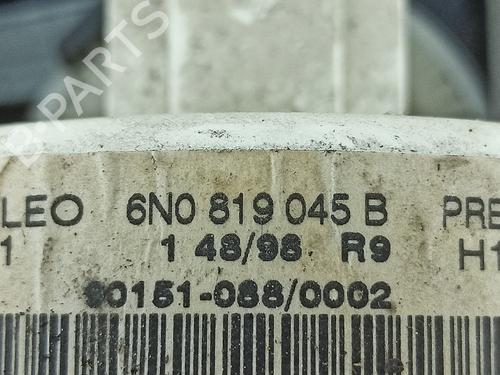 B-PARTS
LEO 6N0 819 045 B PRE
1 1 48/98 R9 H1
90151-088/0002